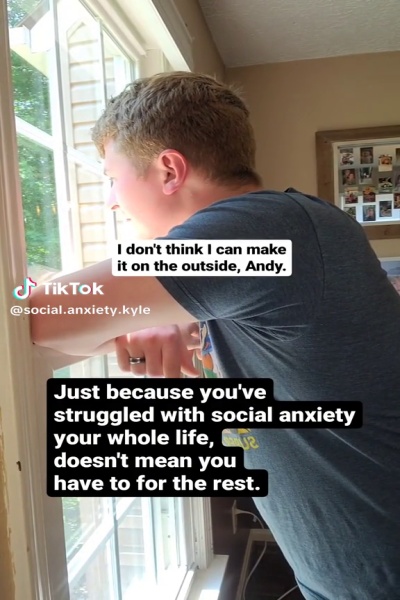 I don't think I can make
it on the outside, Andy.
TikTok
@social.anxiety.kyle
Just because you've
struggled with social anxiety
your whole life,
doesn't mean you
have to for the rest.